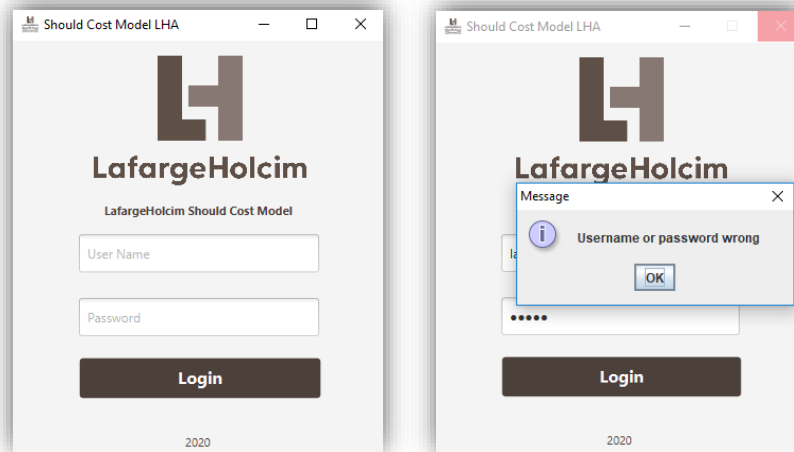 Should Cost Model LHA
LafargeHolcim
LafargeHolcim Should Cost Model
User Name
Password
Login
2020
Should Cost Model LHA
LafargeHolcim
Message
Username or password wrong
OK
•••••
Login
2020